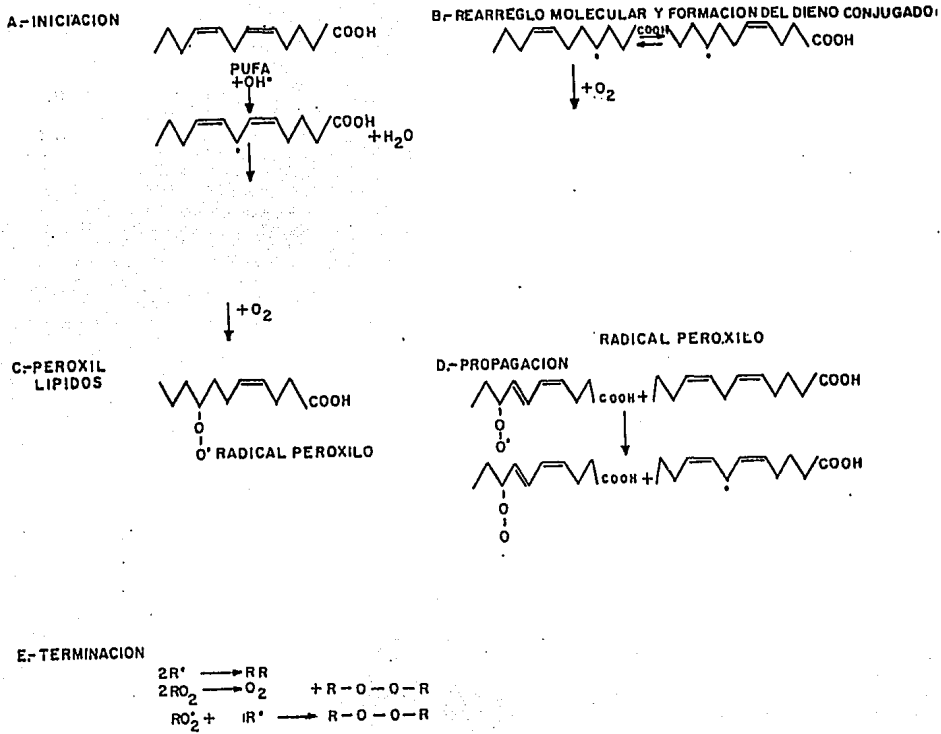 A.-INICIACION
COOH
PUFA
+OH•
COOH
+H2O
B.-REARREGLO MOLECULAR Y FORMACION DEL DIENO CONJUGADO:
COOH
COOH
+O2
+O2
C.-PEROXIL
LIPIDOS
COOH
O
O• RADICAL PEROXILO
RADICAL PEROXILO
D.-PROPAGACION
COOH +
COOH
O
O•
COOH +
COOH
O
O
E.-TERMINACION
2R• → RR
2RO2 → O2 + R-O-O-R
RO2• + IR• → R-O-O-R